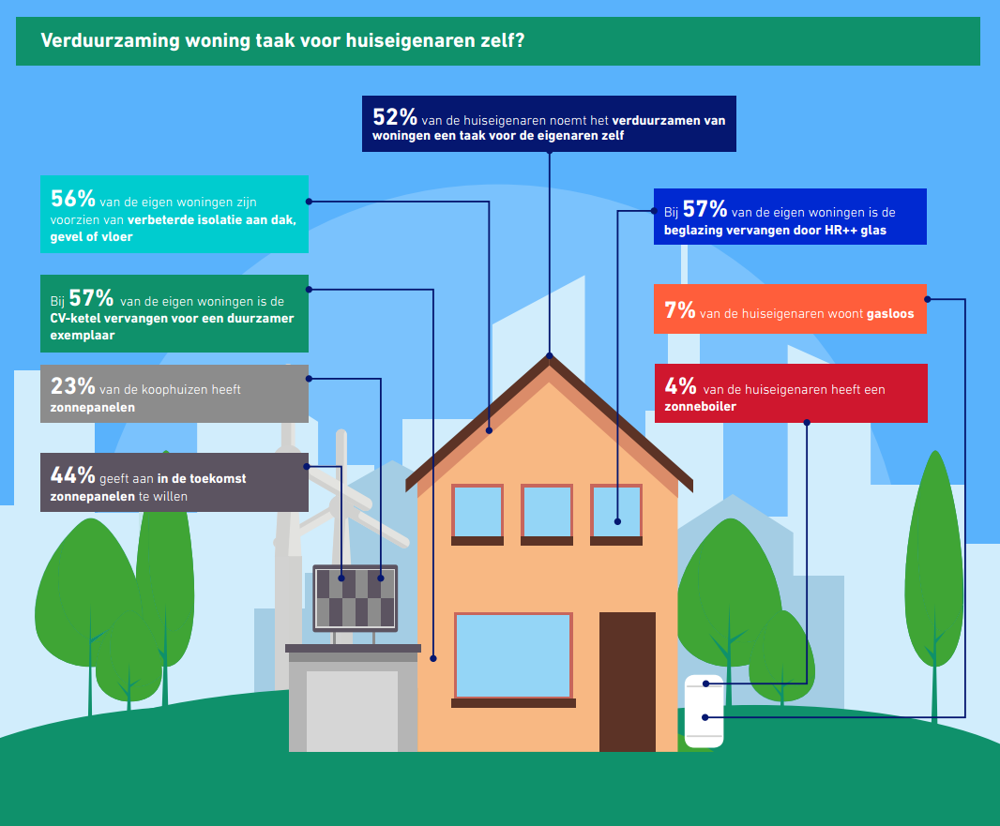 Verduurzaming woning taak voor huiseigenaren zelf?
52% van de huiseigenaren noemt het verduurzamen van
woningen een taak voor de eigenaren zelf
56% van de eigen woningen zijn
voorzien van verbeterde isolatie aan dak,
gevel of vloer
Bij 57% van de eigen woningen is de
beglazing vervangen door HR++ glas
Bij 57% van de eigen woningen is de
CV-ketel vervangen voor een duurzamer
exemplaar
7% van de huiseigenaren woont gasloos
23% van de koophuizen heeft
zonnepanelen
4% van de huiseigenaren heeft een
zonneboiler
44% geeft aan in de toekomst
zonnepanelen te willen